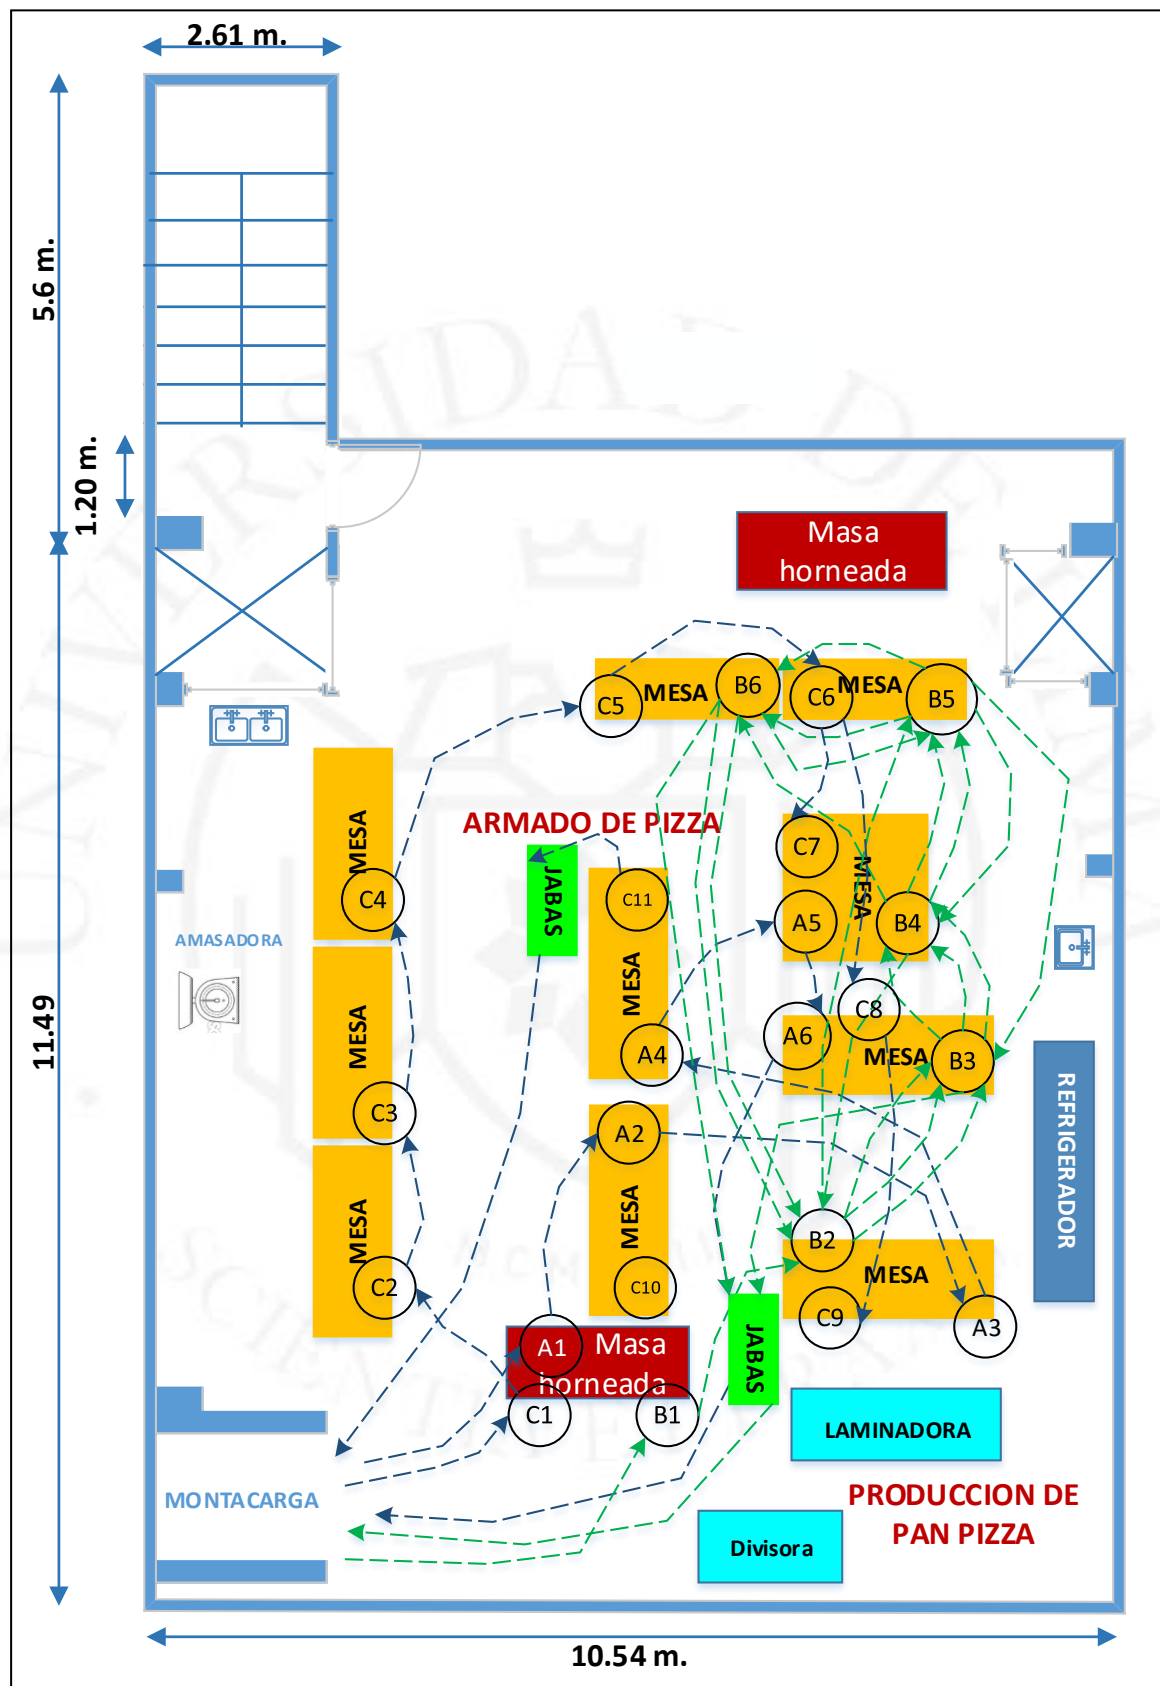 2.61 m.
5.6 m.
1.20 m.
Masa
horneada
C5
MESA
B6
C6
MESA
B5
MESA
ARMADO DE PIZZA
C7
MESA
JABAS
C4
C11
A5
B4
AMASADORA
MESA
11.49
MESA
C8
A6
MESA
B3
A4
REFRIGERADOR
C3
A2
MESA
MESA
B2
MESA
C2
C10
C9
A3
A1
Masa
horneada
JABAS
C1
B1
LAMINADORA
MONTACARGA
PRODUCCION DE
PAN PIZZA
Divisora
10.54 m.